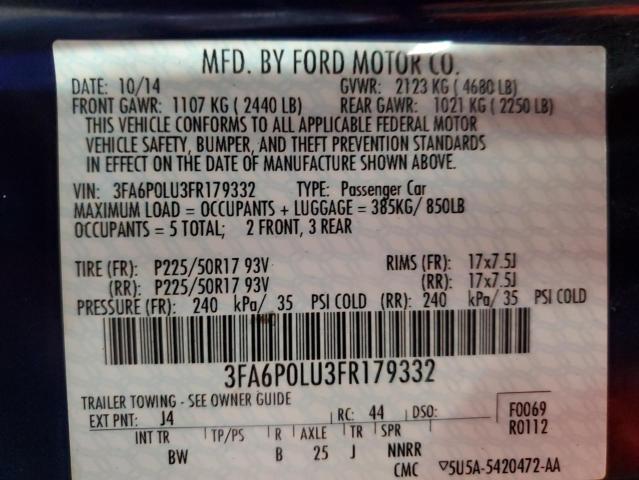 MFD. BY FORD MOTOR CO.
DATE: 10/14 GVWR: 2123 KG ( 4680 LB)
FRONT GAWR: 1107 KG ( 2440 LB) REAR GAWR: 1021 KG ( 2250 LB)
THIS VEHICLE CONFORMS TO ALL APPLICABLE FEDERAL MOTOR
VEHICLE SAFETY, BUMPER, AND THEFT PREVENTION STANDARDS
IN EFFECT ON THE DATE OF MANUFACTURE SHOWN ABOVE.
VIN: 3FA6P0LU3FR179332 TYPE: Passenger Car
MAXIMUM LOAD = OCCUPANTS + LUGGAGE = 385KG/ 850LB
OCCUPANTS = 5 TOTAL; 2 FRONT, 3 REAR
TIRE (FR): P225/50R17 93V RIMS (FR): 17x7.5J
(RR): P225/50R17 93V (RR): 17x7.5J
PRESSURE (FR): 240 kPa/ 35 PSI COLD (RR): 240 kPa/ 35 PSI COLD
3FA6P0LU3FR179332
TRAILER TOWING - SEE OWNER GUIDE
EXT PNT: J4 RC: 44 DSO: F0069
R0112
INT TR TP/PS R AXLE TR SPR
BW B 25 J NNRR
CMC ▽5U5A-5420472-AA